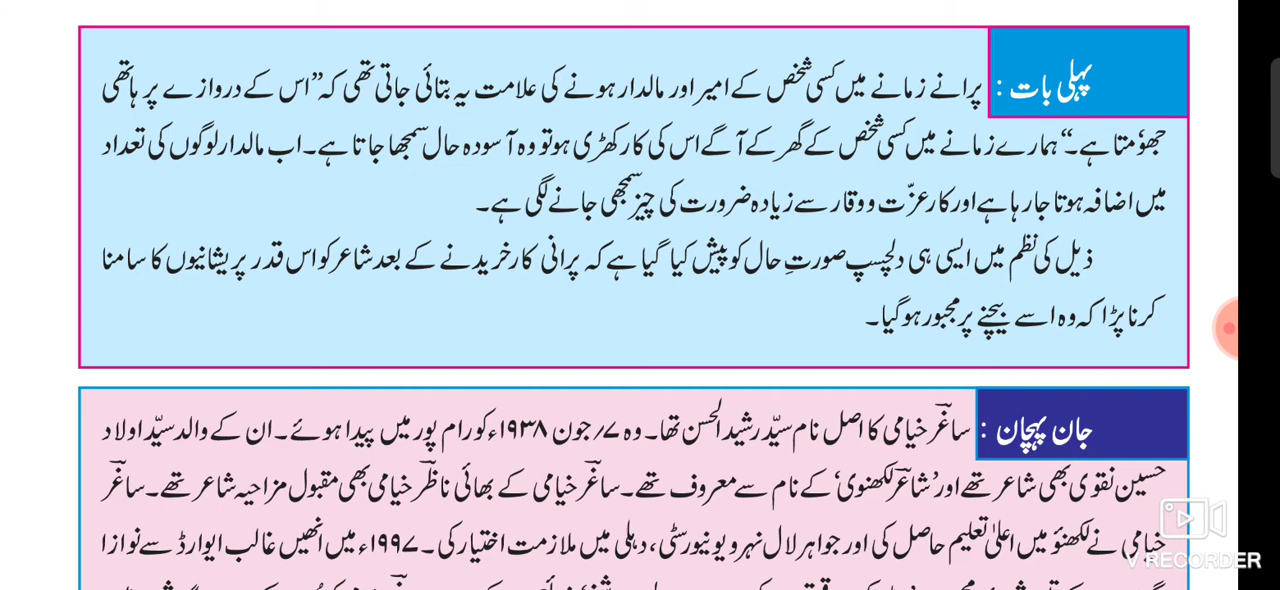 پہلی بات : پرانے زمانے میں کسی شخص کے امیر اور مالدار ہونے کی علامت یہ بتائی جاتی تھی کہ ”اس کے دروازے پر ہاتھی
جھوٗمتا ہے۔“ ہمارے زمانے میں کسی شخص کے گھر کے آگے اس کی کار کھڑی ہو تو وہ آسودہ حال سمجھا جاتا ہے۔ اب مالدار لوگوں کی تعداد
میں اضافہ ہوتا جا رہا ہے اور کار عزّت و وقار سے زیادہ ضرورت کی چیز سمجھی جانے لگی ہے۔
ذیل کی نظم میں ایسی ہی دلچسپ صورتِ حال کو پیش کیا گیا ہے کہ پرانی کار خریدنے کے بعد شاعر کو اس قدر پریشانیوں کا سامنا
کرنا پڑا کہ وہ اسے بیچنے پر مجبور ہو گیا۔
جان پہچان : ساغرؔ خیامی کا اصل نام سیّد رشید الحسن تھا۔ وہ ۷؍ جون ۱۹۳۸ء کو رام پور میں پیدا ہوئے۔ ان کے والد سیّد اولاد
حسین نقوی بھی شاعر تھے اور ’شاعرؔ لکھنوی‘ کے نام سے معروف تھے۔ ساغرؔ خیامی کے بھائی ناظرؔ خیامی بھی مقبول مزاحیہ شاعر تھے۔ ساغرؔ
خیامی نے لکھنؤ میں اعلیٰ تعلیم حاصل کی اور جواہر لال نہرو یونیورسٹی، دہلی میں ملازمت اختیار کی۔ ۱۹۹۷ء میں انھیں غالب ایوارڈ سے نوازا
V RECORDER